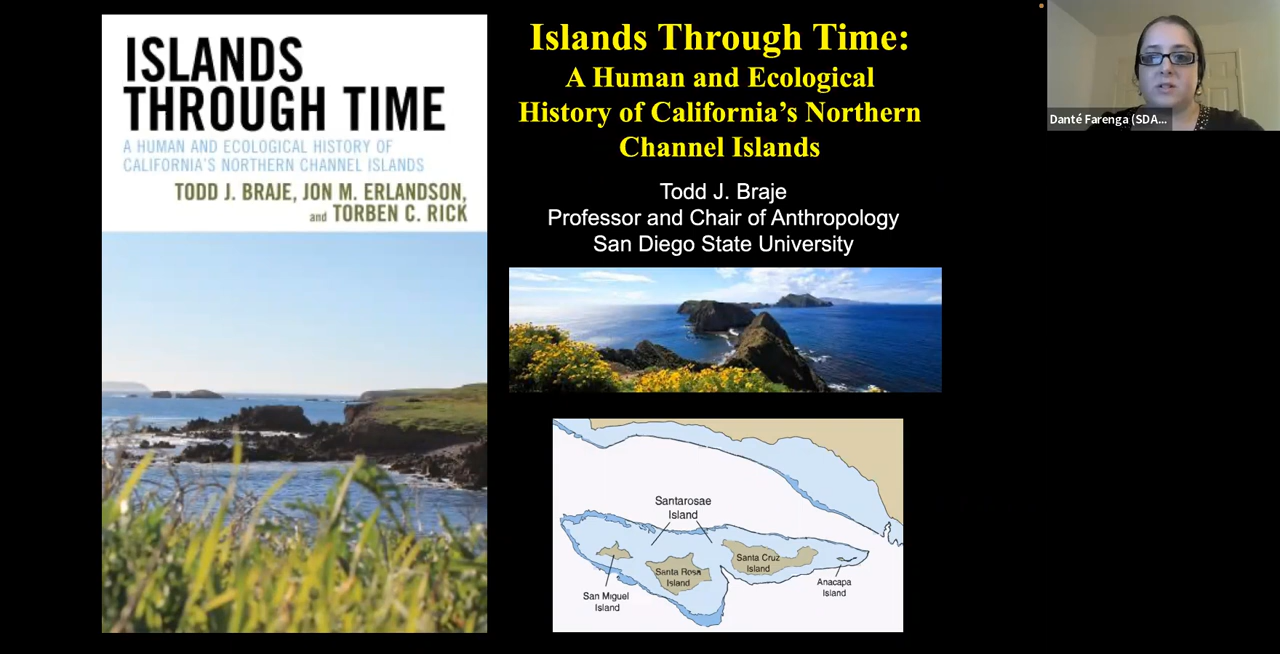 ISLANDS
THROUGH TIME
A HUMAN AND ECOLOGICAL HISTORY OF
CALIFORNIA'S NORTHERN CHANNEL ISLANDS
TODD J. BRAJE, JON M. ERLANDSON,
and TORBEN C. RICK
Islands Through Time:
A Human and Ecological
History of California's Northern
Channel Islands
Todd J. Braje
Professor and Chair of Anthropology
San Diego State University
Santarosae
Island
Santa Cruz
Island
Santa Rosa
Island
Anacapa
Island
San Miguel
Island
Danté Farenga (SDA...